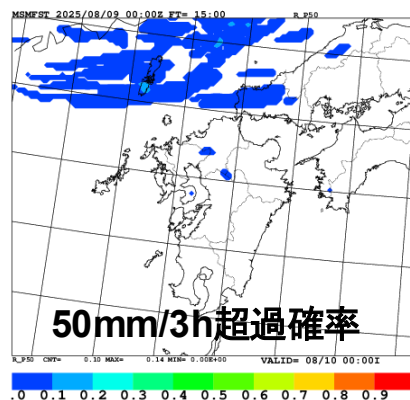 MSMFST 2025/08/09 00:00Z FT= 15:00 R_P50
50mm/3h超過確率
R_P50 CNT= 0.10 MAX= 0.14 MIN= 0.00E+00 VALID= 08/10 00:00I
.0 0.1 0.2 0.3 0.4 0.5 0.6 0.7 0.8 0.9